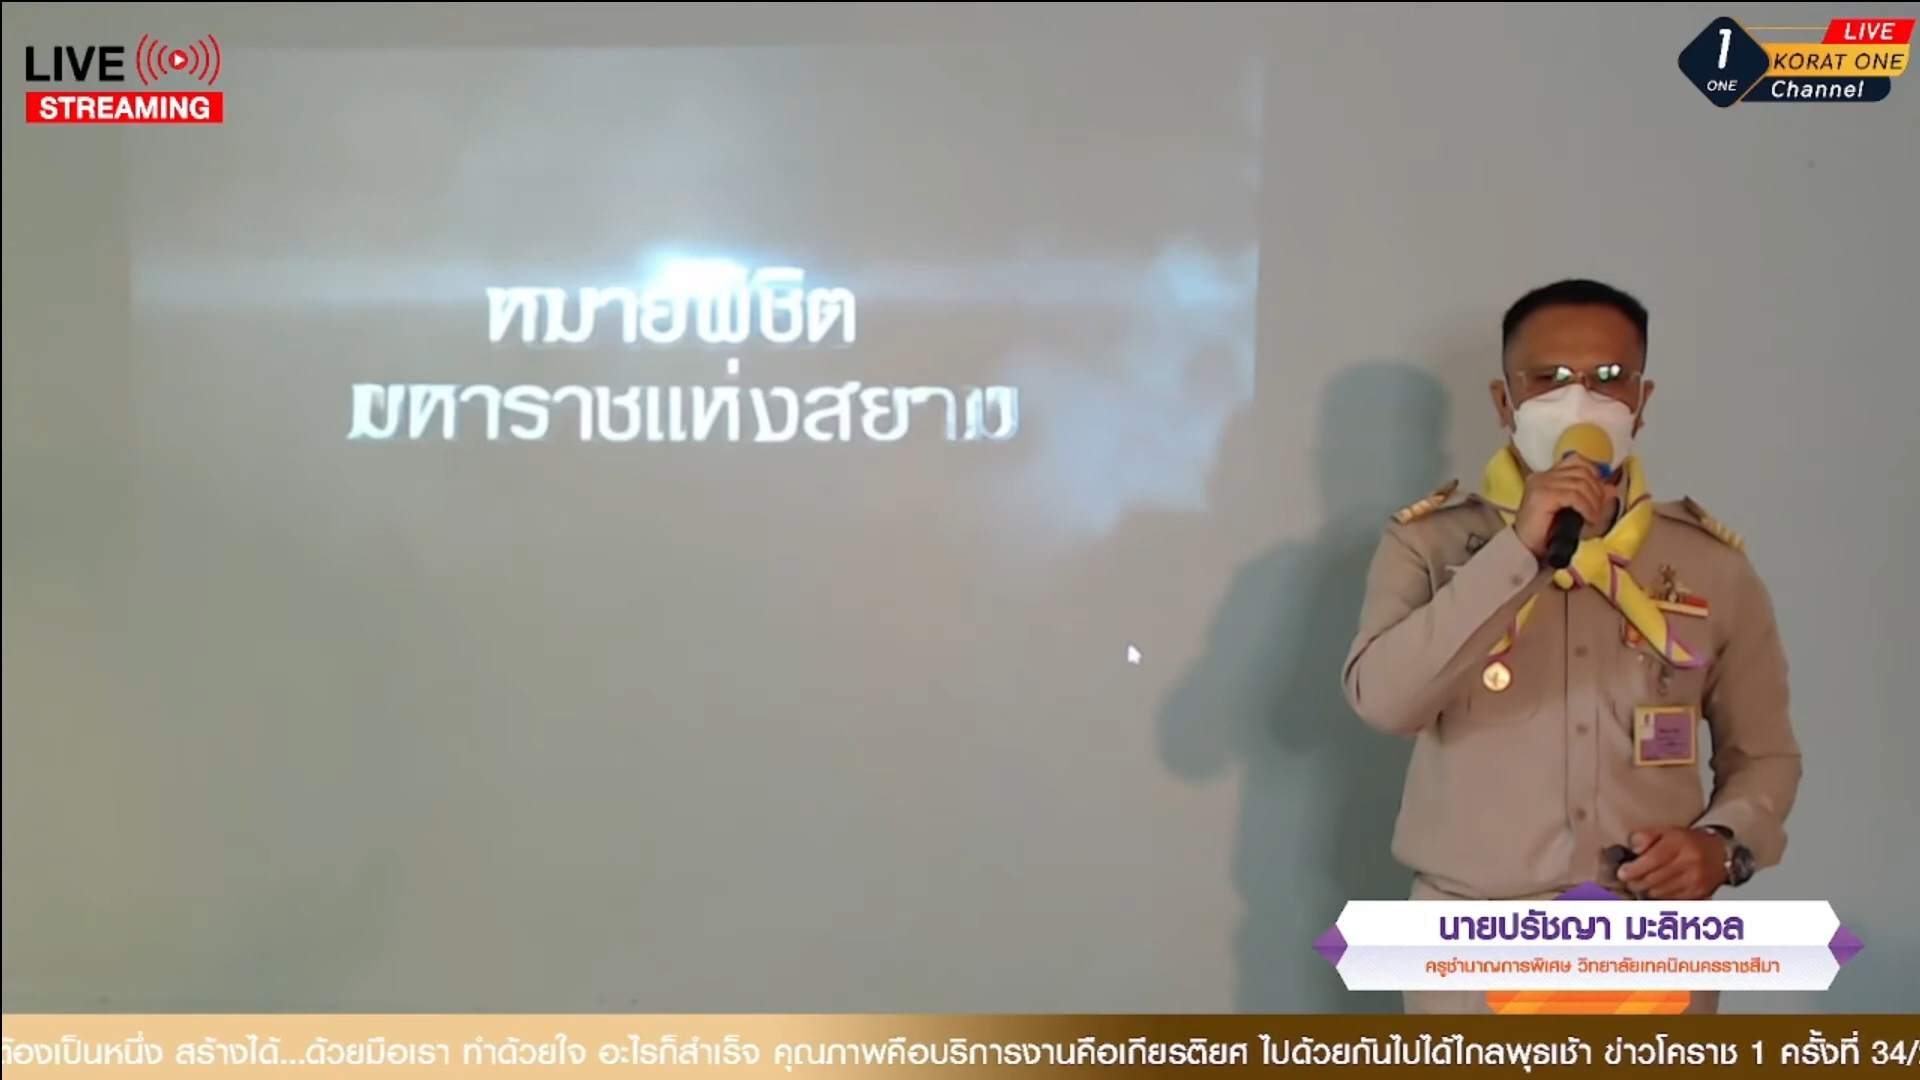 LIVE
STREAMING
1
ONE
LIVE
KORAT ONE
Channel
หมายพิชิต
มหาราชแห่งสยาม
นายปรัชญา มะลิหวล
ครูชำนาญการพิเศษ วิทยาลัยเทคนิคนครราชสีมา
ต้องเป็นหนึ่ง สร้างได้...ด้วยมือเรา ทำด้วยใจ อะไรก็สำเร็จ คุณภาพคือบริการงานคือเกียรติยศ ไปด้วยกันไปได้ไกลพุธเช้า ข่าวโคราช 1 ครั้งที่ 34/